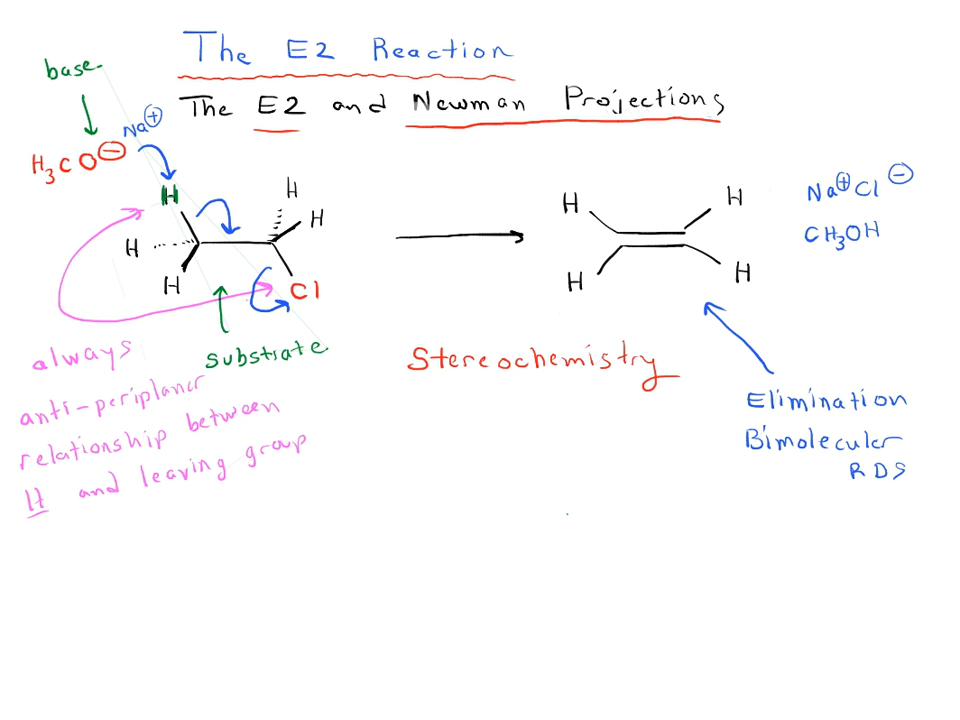 The E2 Reaction
The E2 and Newman Projections
base
Na+
H3CO−
H
H
H
H
H
Cl
substrate
always
anti-periplanar
relationship between
H and leaving group
H
H
H
H
Na+Cl−
CH3OH
Stereochemistry
Elimination
Bimolecular
RDS